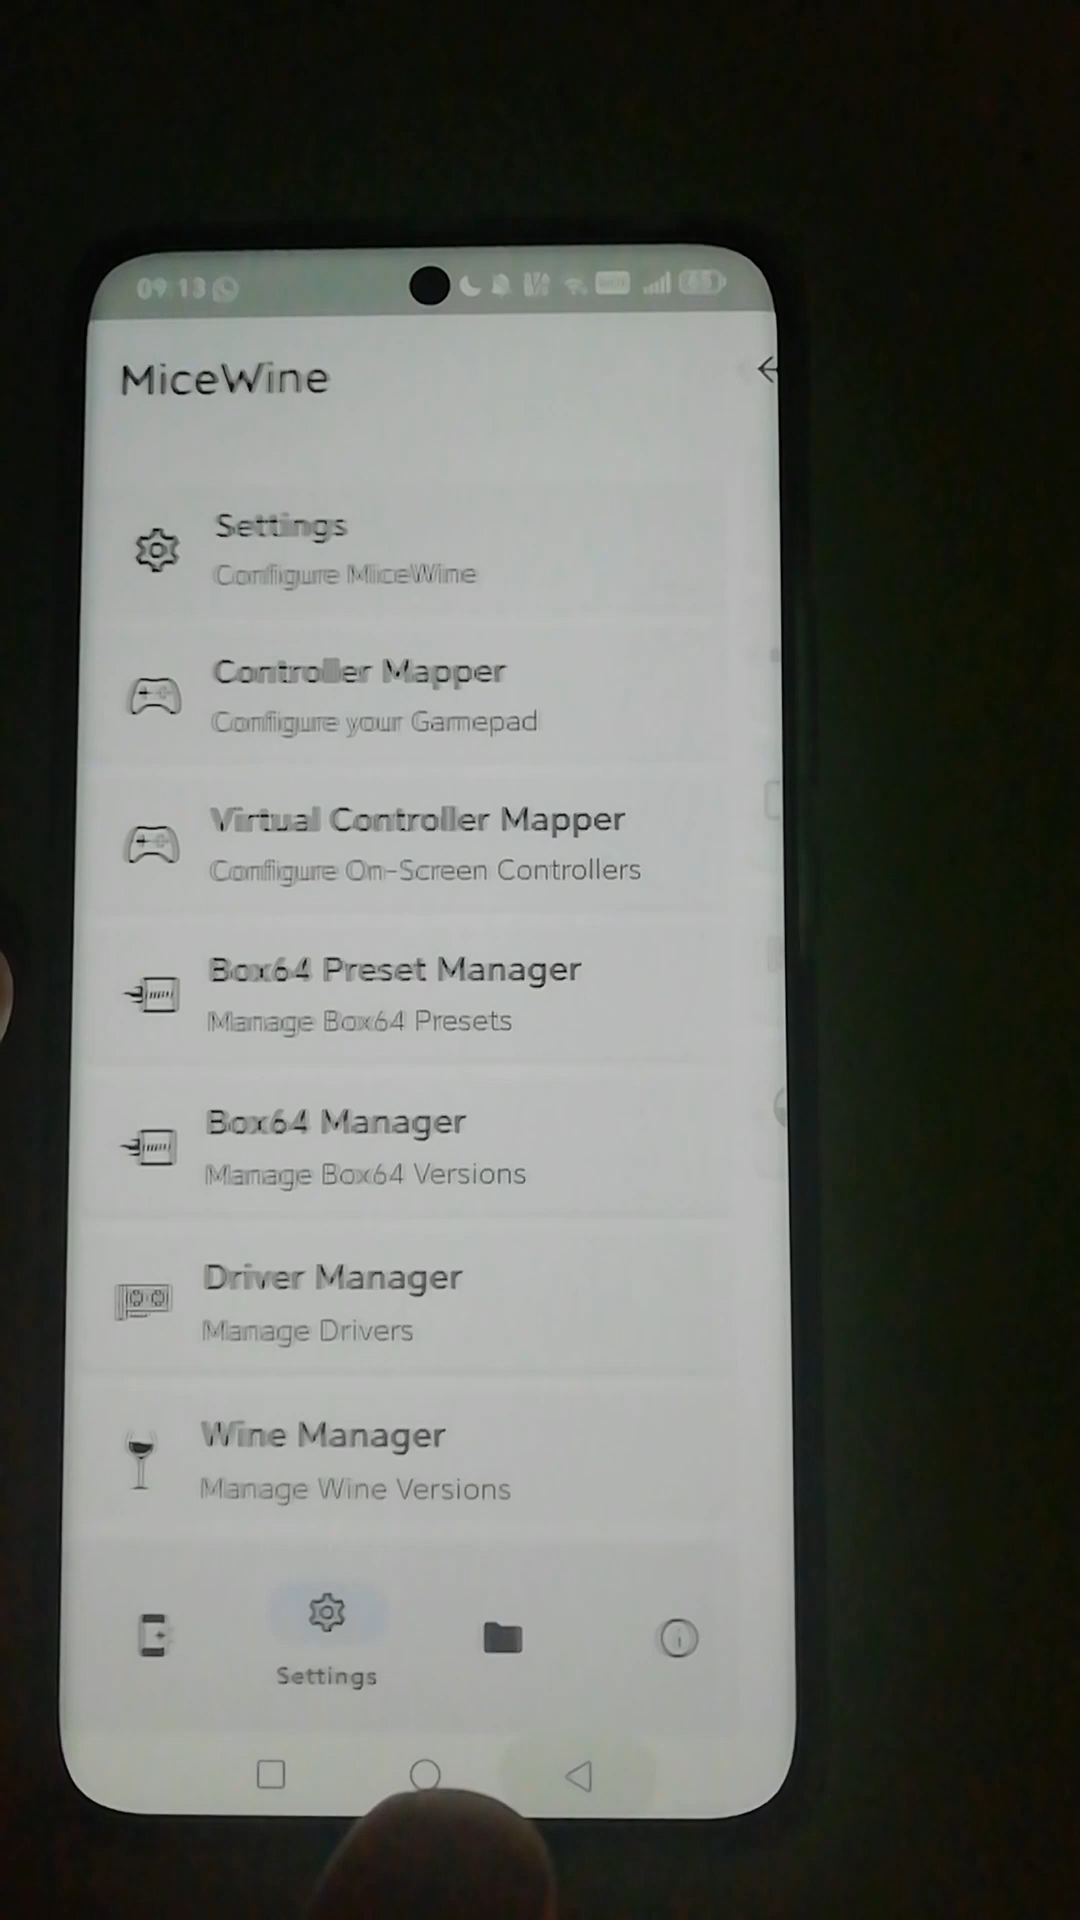 09:13
MiceWine
Settings
Configure MiceWine
Controller Mapper
Configure your Gamepad
Virtual Controller Mapper
Configure On-Screen Controllers
Box64 Preset Manager
Manage Box64 Presets
Box64 Manager
Manage Box64 Versions
Driver Manager
Manage Drivers
Wine Manager
Manage Wine Versions
Settings